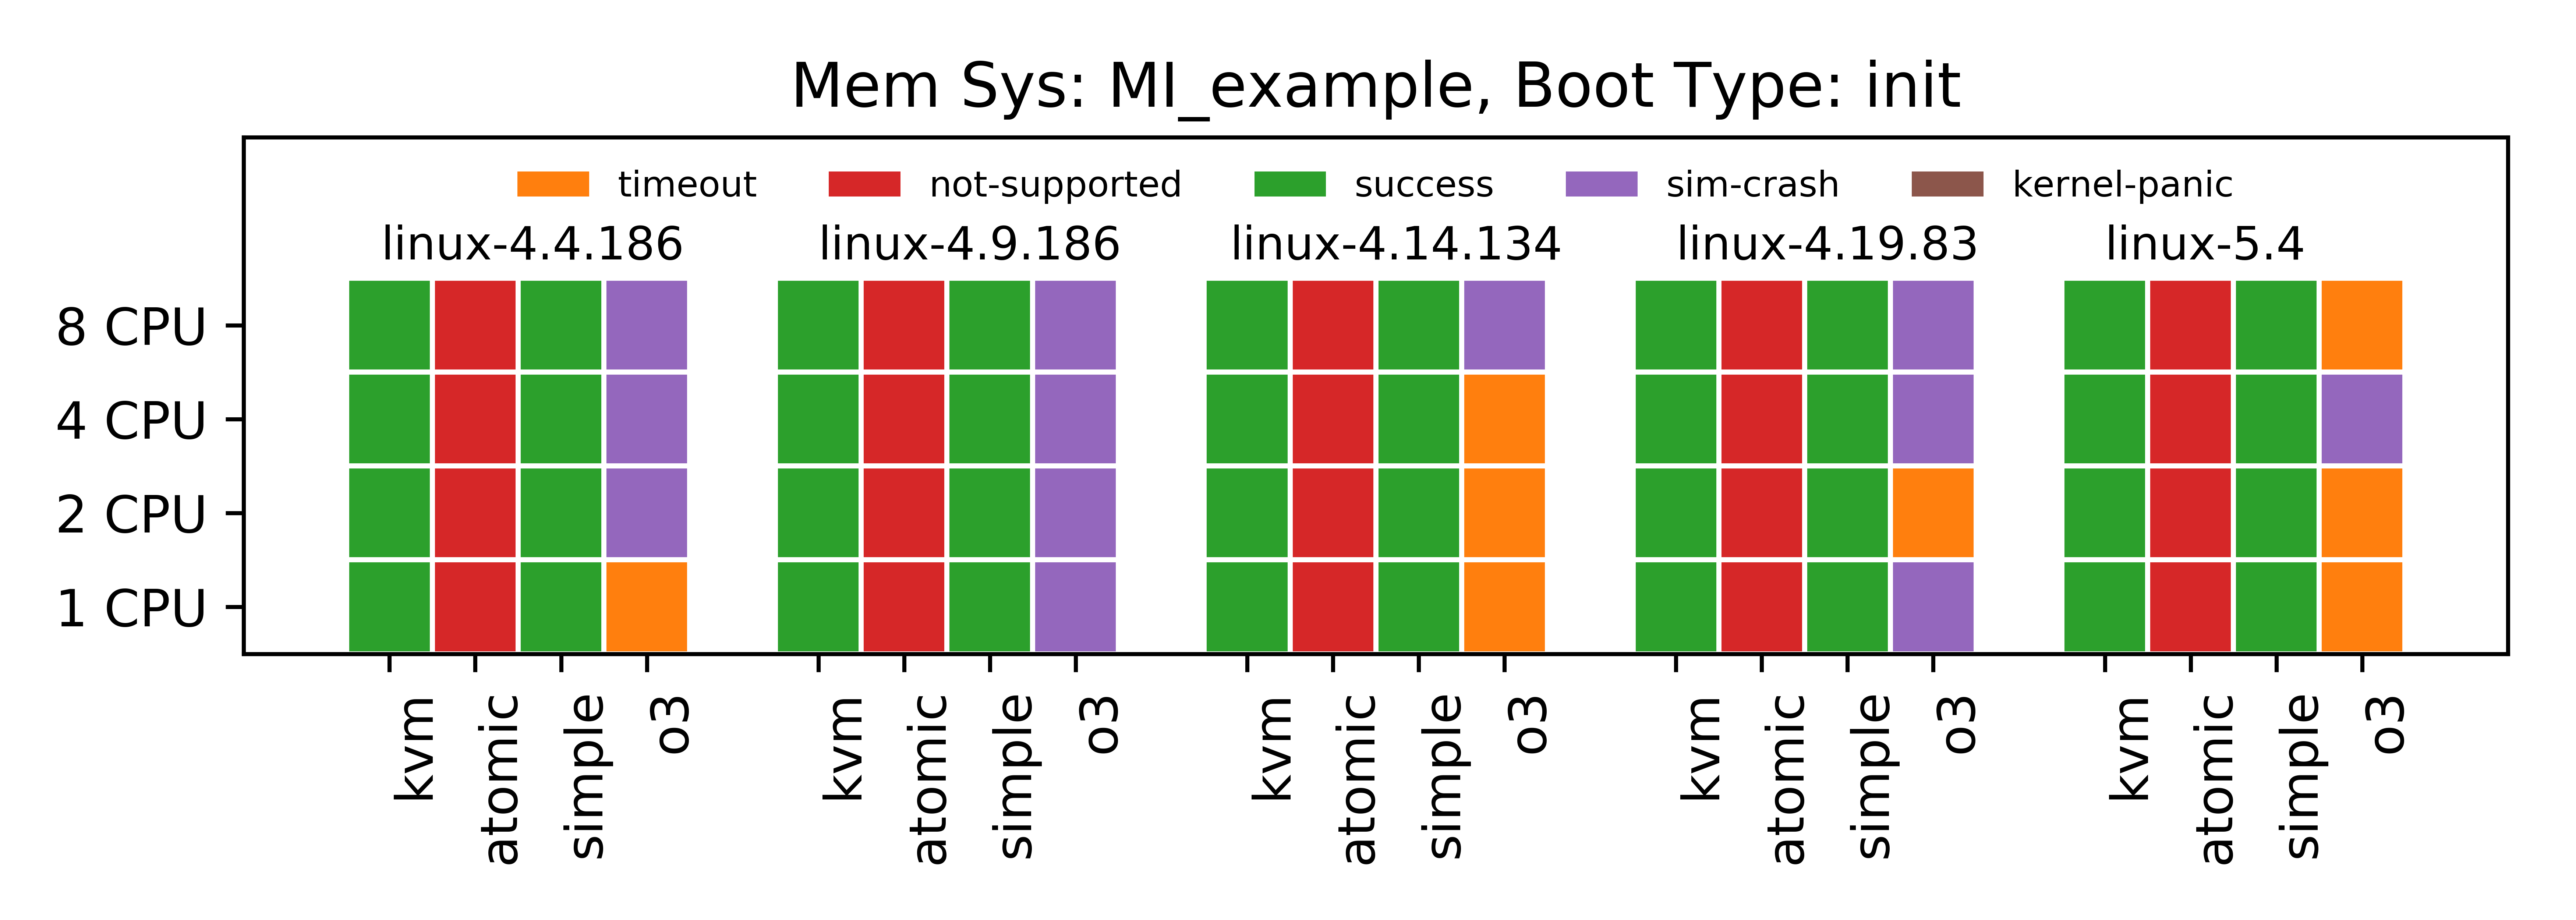 Mem Sys: MI_example, Boot Type: init
timeout not-supported success sim-crash kernel-panic
linux-4.4.186 linux-4.9.186 linux-4.14.134 linux-4.19.83 linux-5.4
8 CPU
4 CPU
2 CPU
1 CPU
kvm atomic simple o3 kvm atomic simple o3 kvm atomic simple o3 kvm atomic simple o3 kvm atomic simple o3